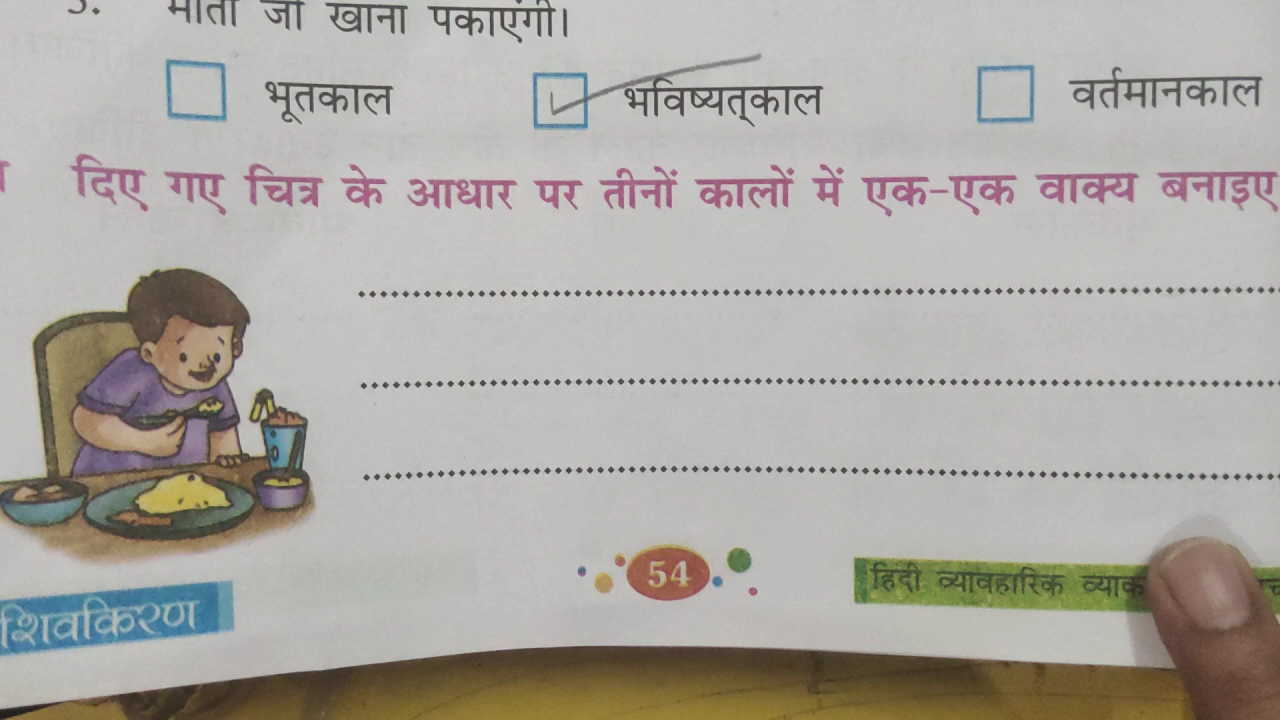 माता जी खाना पकाएंगी।
भूतकाल भविष्यत्काल वर्तमानकाल
दिए गए चित्र के आधार पर तीनों कालों में एक-एक वाक्य बनाइए
54
हिंदी व्यावहारिक
शिवकिरण